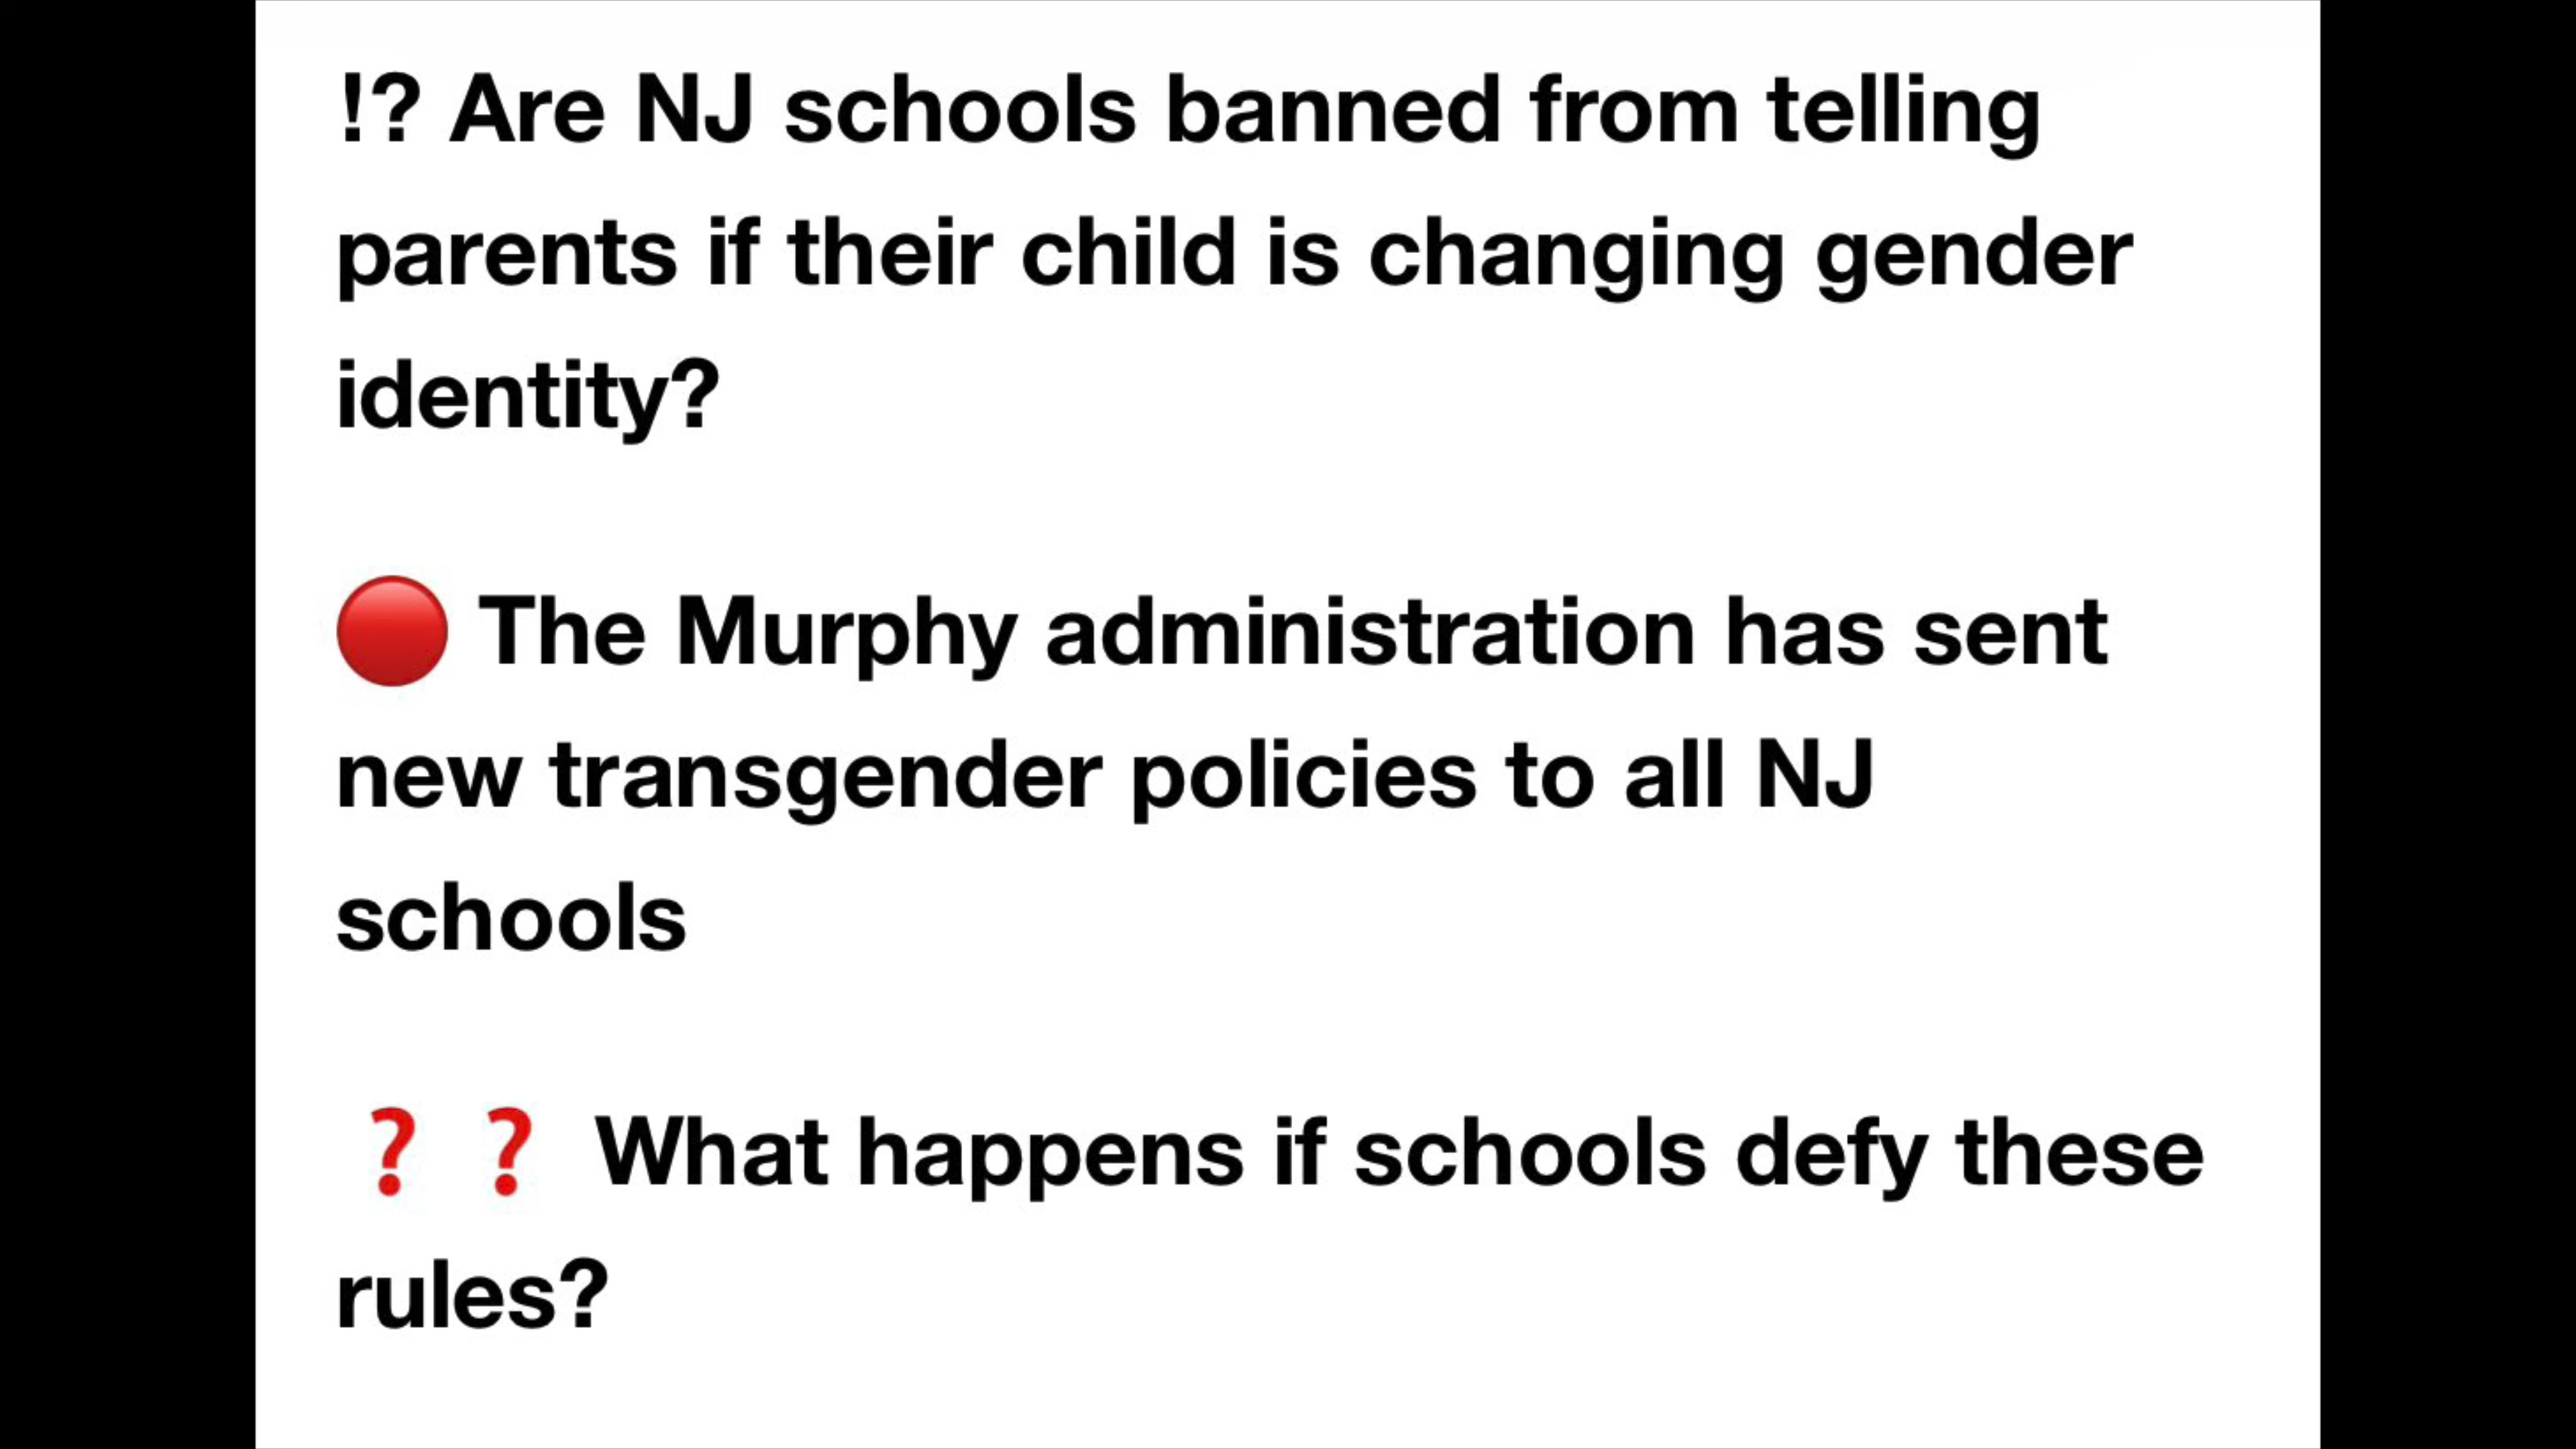 ⁉ Are NJ schools banned from telling
parents if their child is changing gender
identity?
🔴 The Murphy administration has sent
new transgender policies to all NJ
schools
❓❓ What happens if schools defy these
rules?